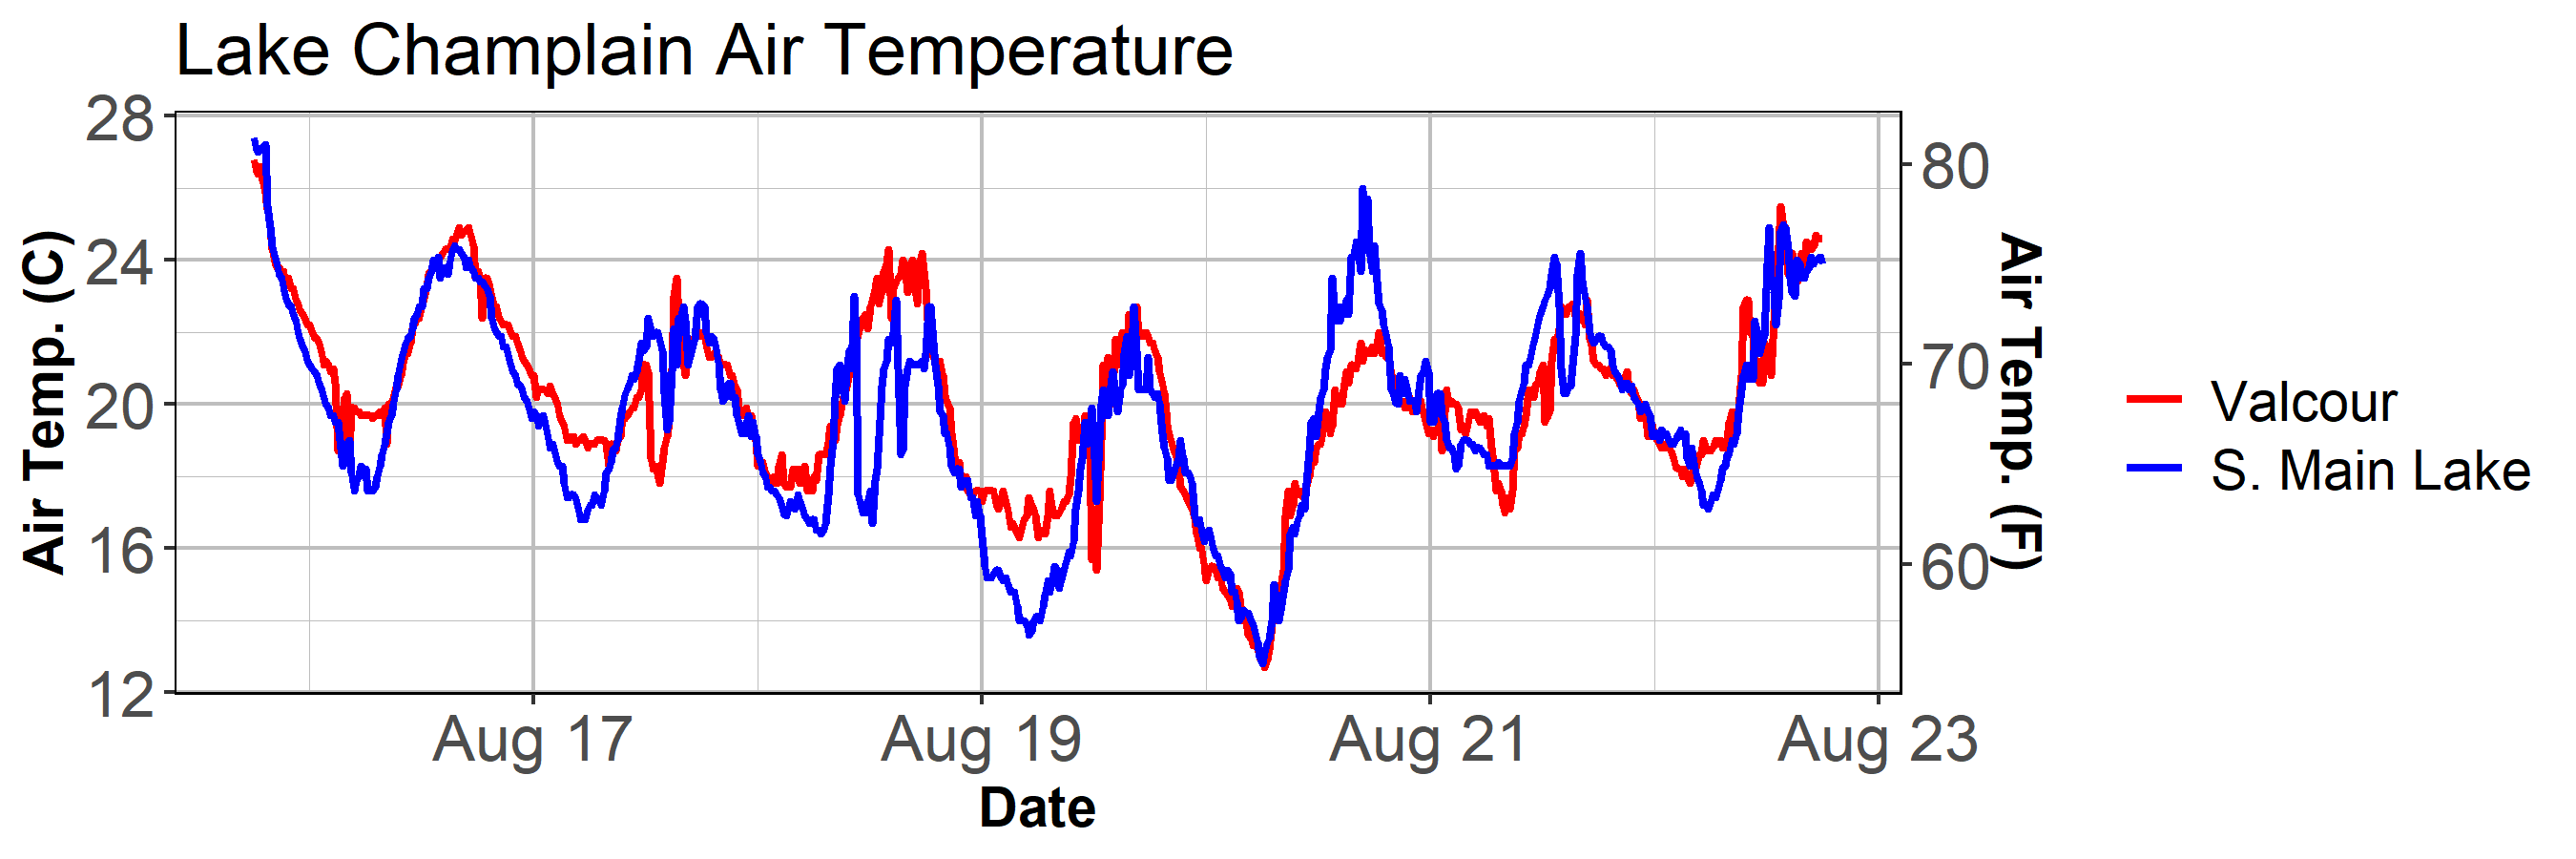 Lake Champlain Air Temperature
28
24
20
16
12
Air Temp. (C)
80
70
60
Air Temp. (F)
Aug 17
Aug 19
Aug 21
Aug 23
Date
Valcour
S. Main Lake